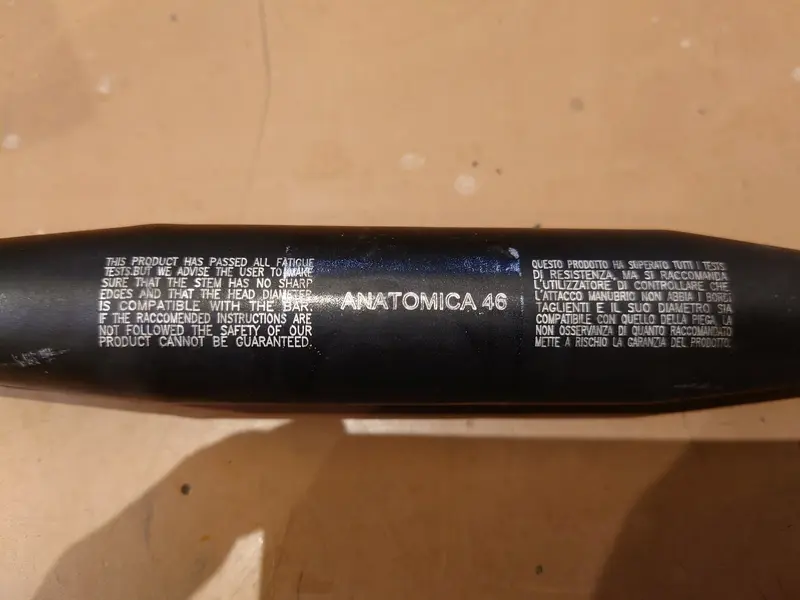 THIS PRODUCT HAS PASSED ALL FATIGUE
TESTS.BUT WE ADVISE THE USER TO MAKE
SURE THAT THE STEM HAS NO SHARP
EDGES AND THAT THE HEAD DIAMETER
IS COMPATIBLE WITH THE BAR.
IF THE RACCOMENDED INSTRUCTIONS ARE
NOT FOLLOWED THE SAFETY OF OUR
PRODUCT CANNOT BE GUARANTEED.
ANATOMICA 46
QUESTO PRODOTTO HA SUPERATO TUTTI I TESTS
DI RESISTENZA, MA SI RACCOMANDA
L'UTILIZZATORE DI CONTROLLARE CHE
L'ATTACCO MANUBRIO NON ABBIA I BORDI
TAGLIENTI E IL SUO DIAMETRO SIA
COMPATIBILE CON QUELLO DELLA PIEGA LA
NON OSSERVANZA DI QUANTO RACCOMANDATO
METTE A RISCHIO LA GARANZIA DEL PRODOTTO.